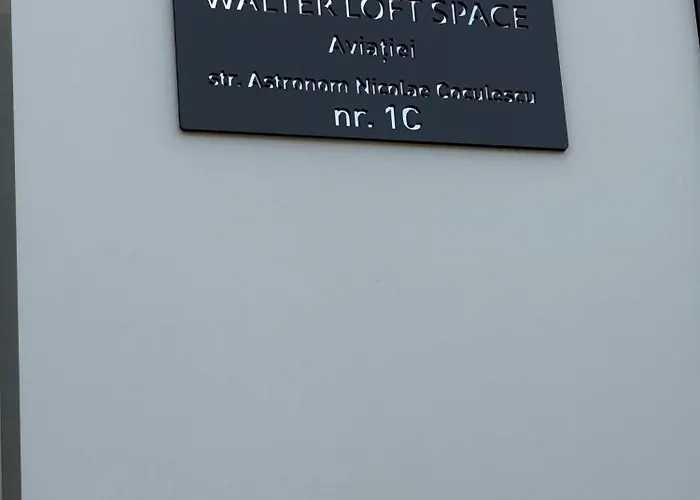 WALTER LOFT SPACE
Aviației
str. Astronom Nicolae Coculescu
nr. 1C